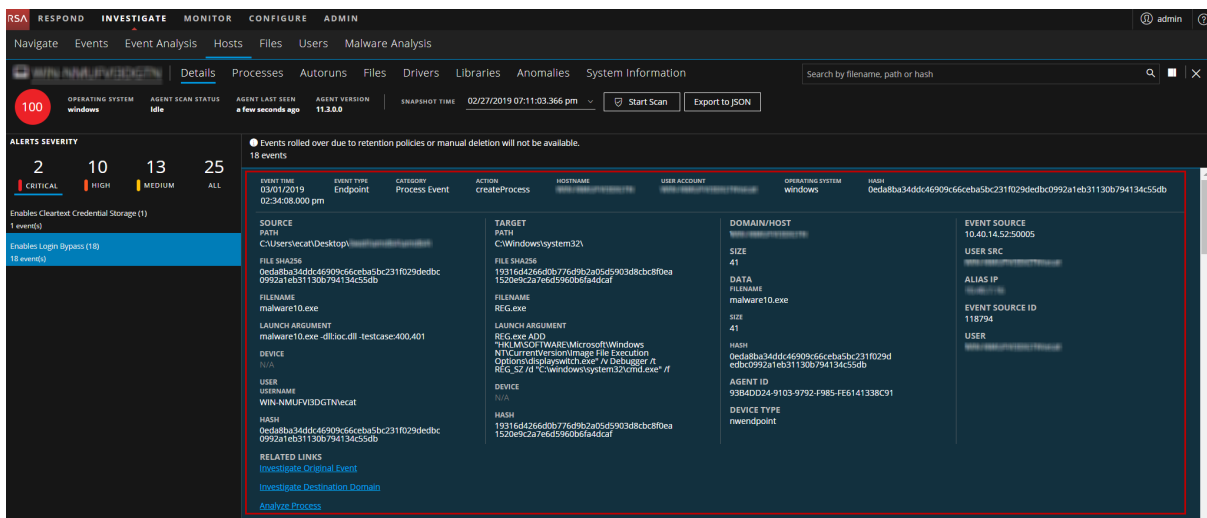 RSA RESPOND INVESTIGATE MONITOR CONFIGURE ADMIN admin
Navigate Events Event Analysis Hosts Files Users Malware Analysis
Details Processes Autoruns Files Drivers Libraries Anomalies System Information Search by filename, path or hash
100
OPERATING SYSTEM AGENT SCAN STATUS AGENT LAST SEEN AGENT VERSION SNAPSHOT TIME 02/27/2019 07:11:03.366 pm Start Scan Export to JSON
windows Idle a few seconds ago 11.3.0.0
ALERTS SEVERITY
2 10 13 25
CRITICAL HIGH MEDIUM ALL
Enables Cleartext Credential Storage (1)
1 event(s)
Enables Login Bypass (18)
18 event(s)
Events rolled over due to retention policies or manual deletion will not be available.
18 events
EVENT TIME EVENT TYPE CATEGORY ACTION HOSTNAME USER ACCOUNT OPERATING SYSTEM HASH
03/01/2019 Endpoint Process Event createProcess windows 0eda8ba34ddc46909c66ceba5bc231f029dedbc0992a1eb31130b794134c55db
02:34:08.000 pm
SOURCE
PATH
C:\Users\ecat\Desktop\
FILE SHA256
0eda8ba34ddc46909c66ceba5bc231f029dedbc
0992a1eb31130b794134c55db
FILENAME
malware10.exe
LAUNCH ARGUMENT
malware10.exe -dll:ioc.dll -testcase:400,401
DEVICE
N/A
USER
USERNAME
WIN-NMUFVI3DGTN\ecat
HASH
0eda8ba34ddc46909c66ceba5bc231f029dedbc
0992a1eb31130b794134c55db
RELATED LINKS
Investigate Original Event
Investigate Destination Domain
Analyze Process
TARGET
PATH
C:\Windows\system32\
FILE SHA256
19316d4266d0b776d9b2a05d5903d8cbc8f0ea
1520e9c2a7e6d5960b6fa4dcaf
FILENAME
REG.exe
LAUNCH ARGUMENT
REG.exe ADD
"HKLM\SOFTWARE\Microsoft\Windows
NT\CurrentVersion\Image File Execution
Options\displayswitch.exe" /v Debugger /t
REG_SZ /d "C:\windows\system32\cmd.exe" /f
DEVICE
N/A
HASH
19316d4266d0b776d9b2a05d5903d8cbc8f0ea
1520e9c2a7e6d5960b6fa4dcaf
DOMAIN/HOST
SIZE
41
DATA
FILENAME
malware10.exe
SIZE
41
HASH
0eda8ba34ddc46909c66ceba5bc231f029d
edbc0992a1eb31130b794134c55db
AGENT ID
93B4DD24-9103-9792-F985-FE6141338C91
DEVICE TYPE
nwendpoint
EVENT SOURCE
10.40.14.52:50005
USER SRC
ALIAS IP
EVENT SOURCE ID
118794
USER